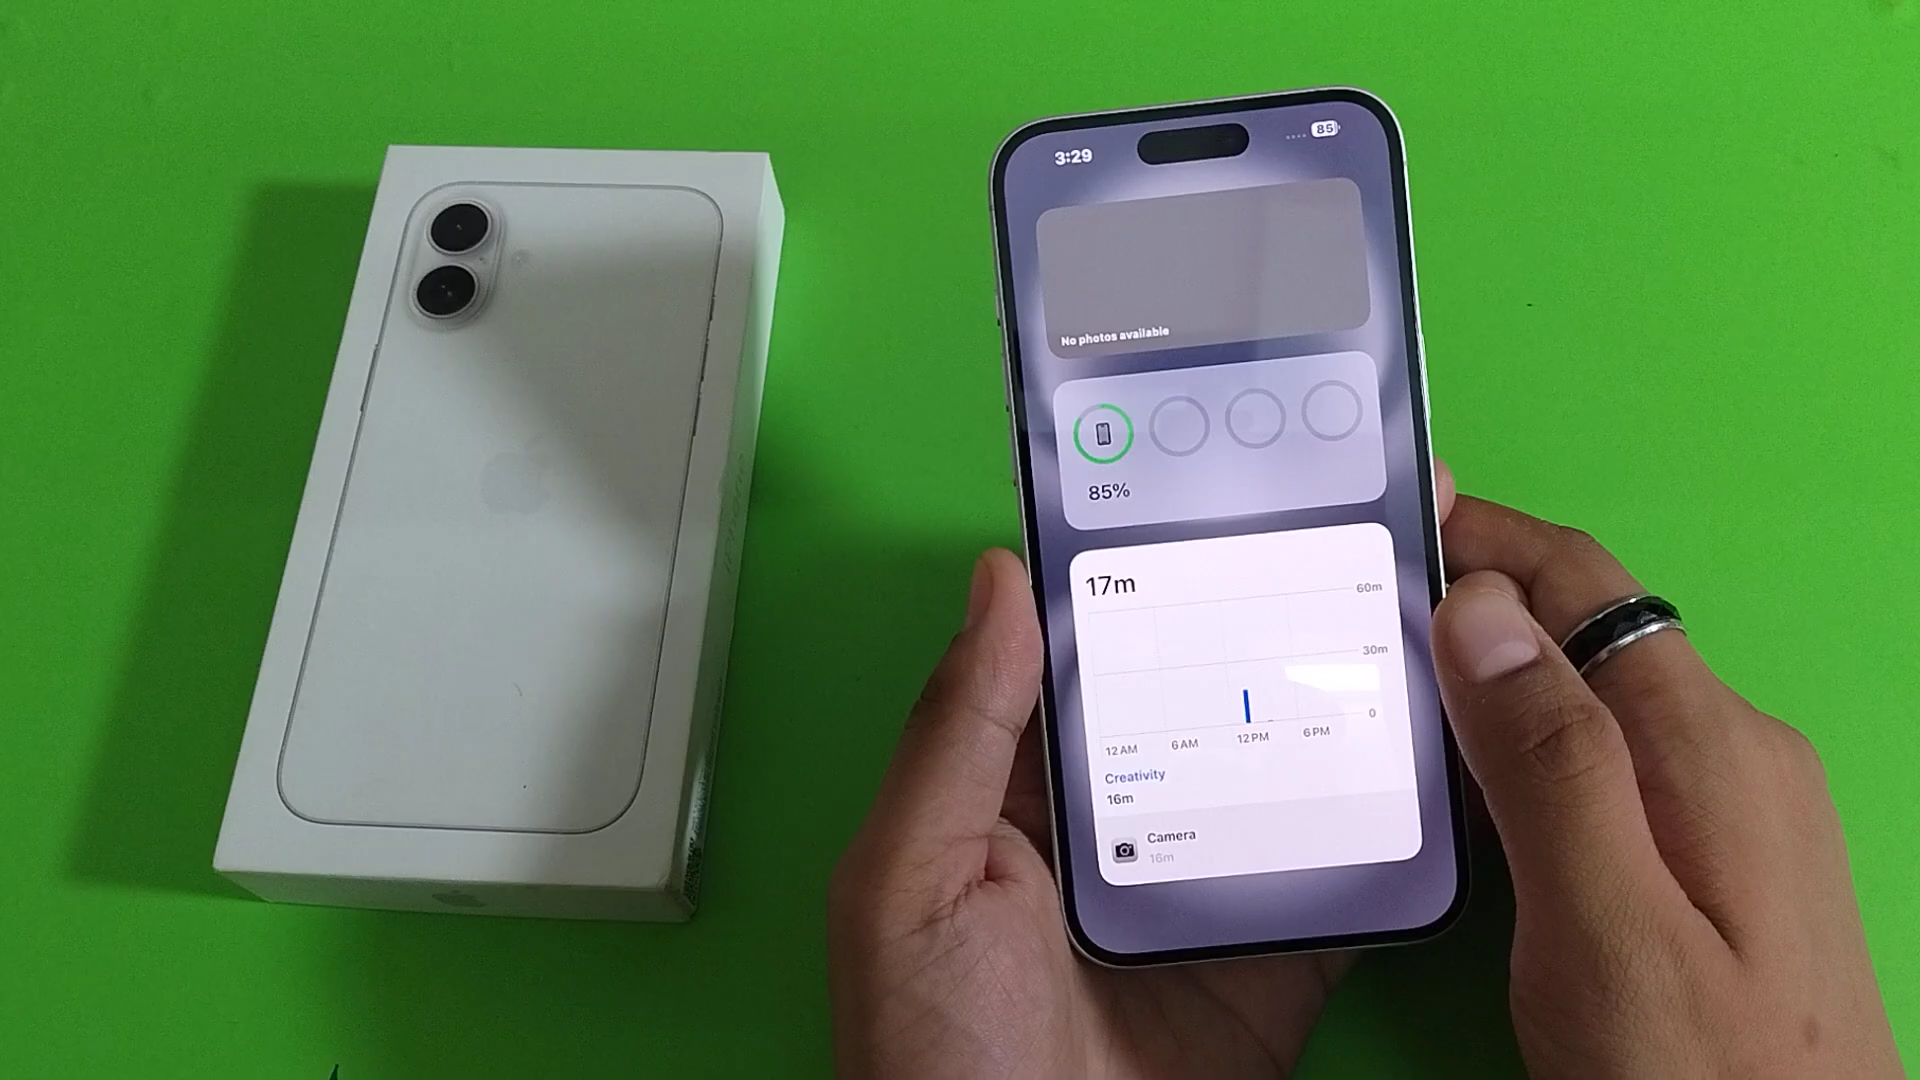 3:29
85
No photos available
85%
17m
60m
30m
0
12 AM
6 AM
12 PM
6 PM
Creativity
16m
Camera
16m